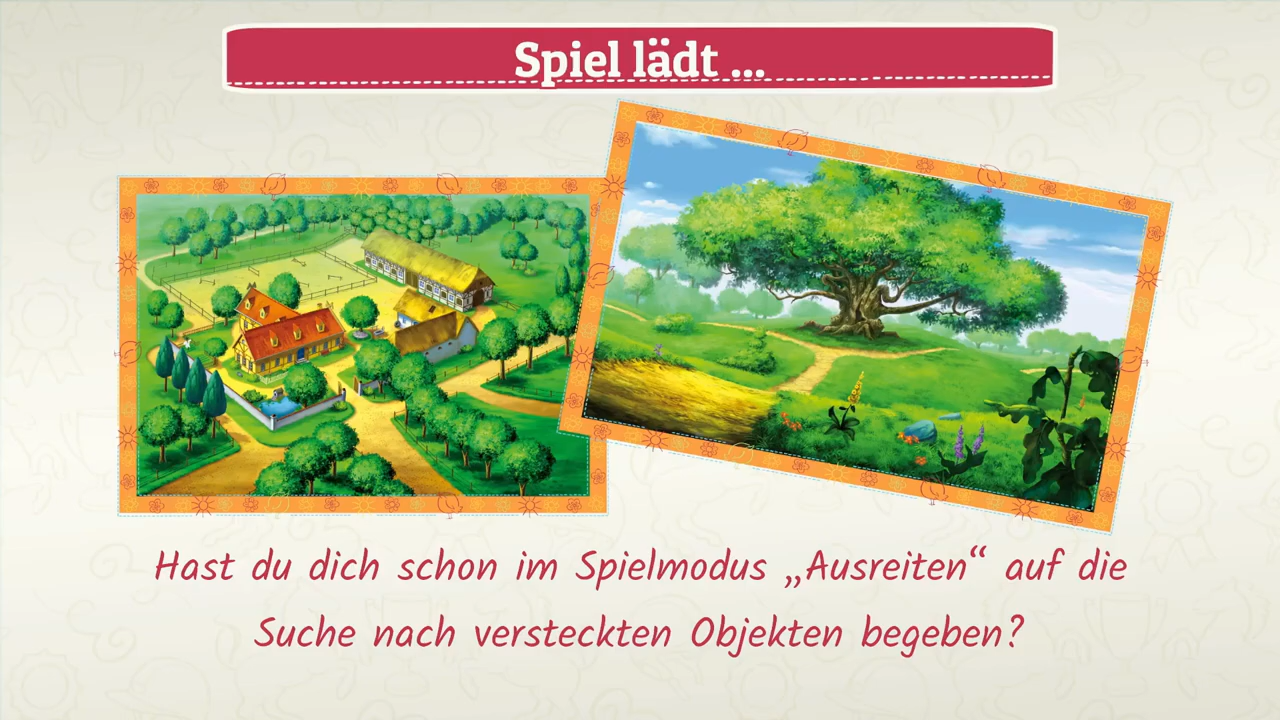 Spiel lädt ...
Hast du dich schon im Spielmodus „Ausreiten“ auf die
Suche nach versteckten Objekten begeben?